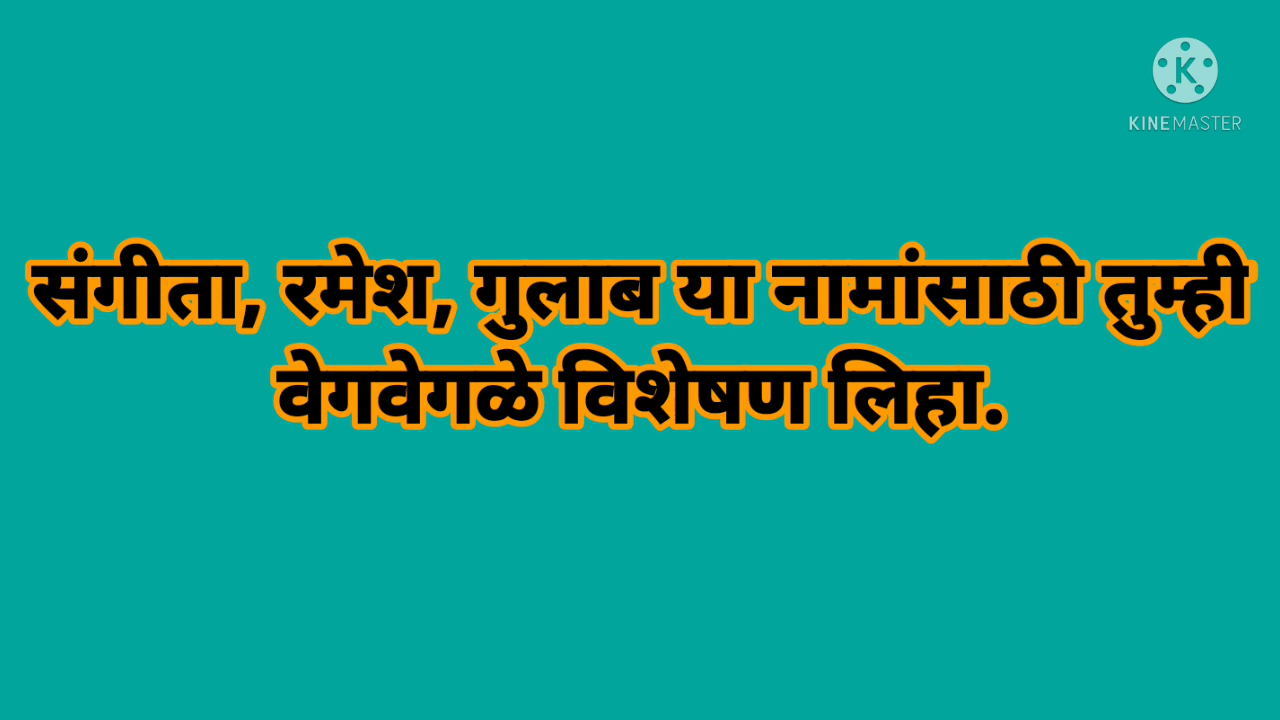 KINEMASTER
संगीता, रमेश, गुलाब या नामांसाठी तुम्ही
वेगवेगळे विशेषण लिहा.